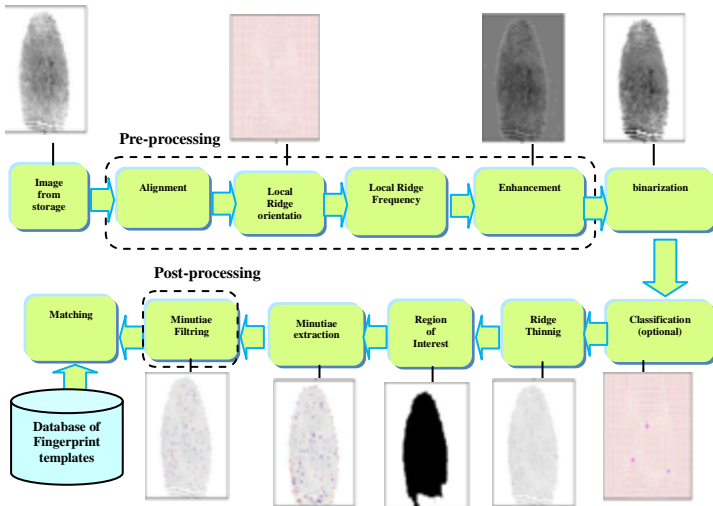 Pre-processing
Image
from
storage
Alignment
Local
Ridge
orientatio
Local Ridge
Frequency
Enhancement
binarization
Post-processing
Matching
Minutiae
Filtring
Minutiae
extraction
Region
of
Interest
Ridge
Thinnig
Classification
(optional)
Database of
Fingerprint
templates